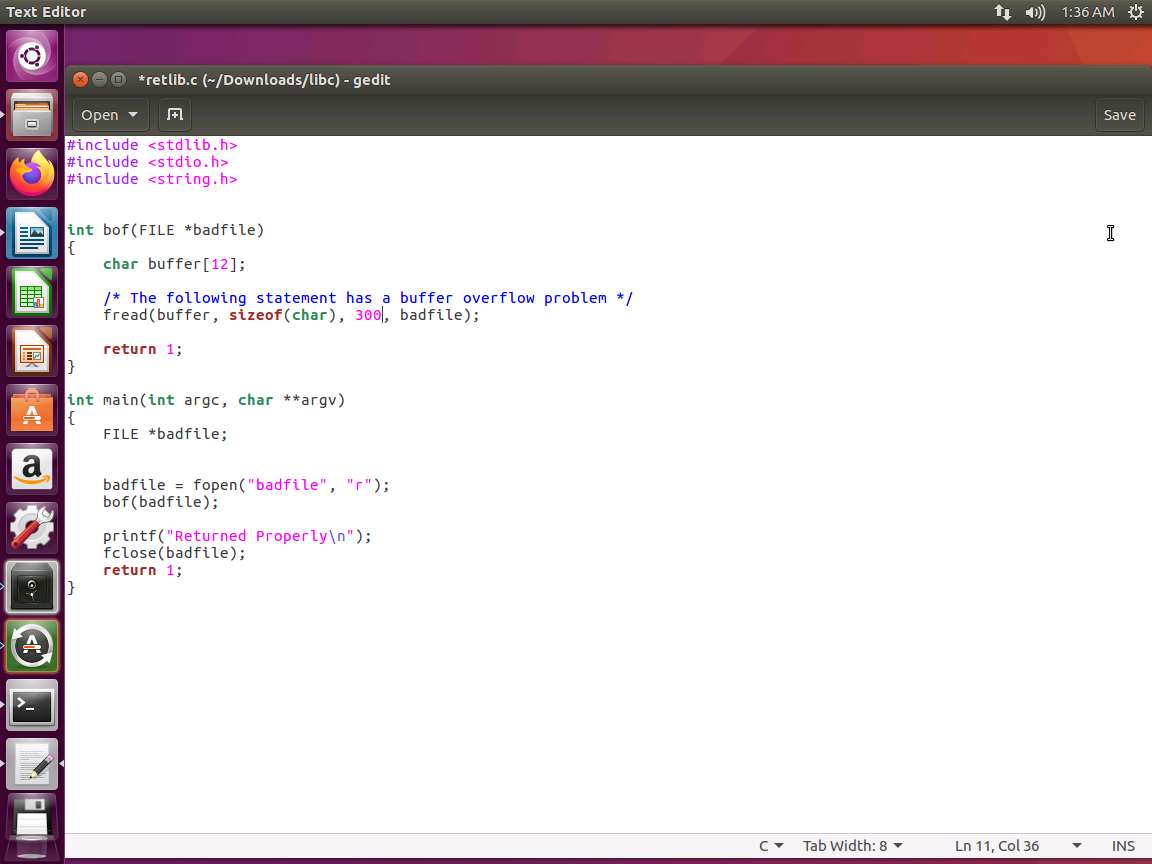 Text Editor
1:36 AM
*retlib.c (~/Downloads/libc) - gedit
Open
Save
#include <stdlib.h>
#include <stdio.h>
#include <string.h>
int bof(FILE *badfile)
{
    char buffer[12];
    /* The following statement has a buffer overflow problem */
    fread(buffer, sizeof(char), 300, badfile);
    return 1;
}
int main(int argc, char **argv)
{
    FILE *badfile;
    badfile = fopen("badfile", "r");
    bof(badfile);
    printf("Returned Properly\n");
    fclose(badfile);
    return 1;
}
C
Tab Width: 8
Ln 11, Col 36
INS